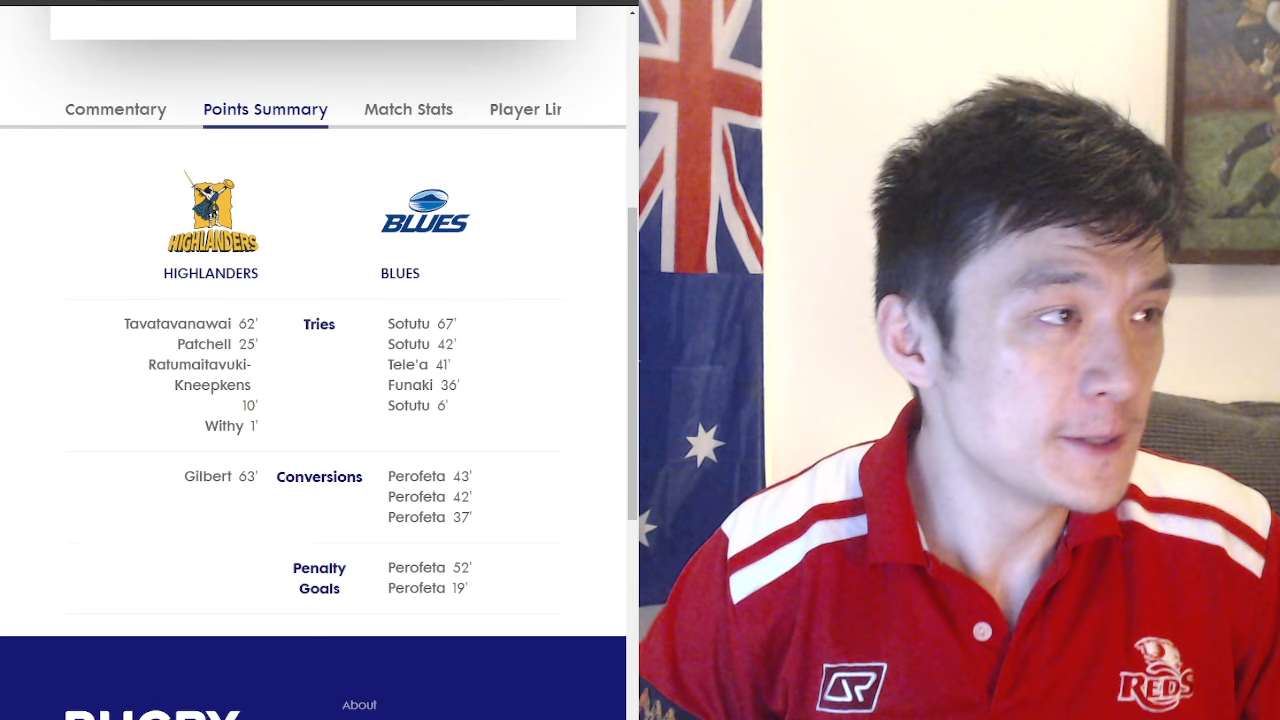 Commentary Points Summary Match Stats Player Lin
HIGHLANDERS BLUES
HIGHLANDERS BLUES
Tavatavanawai 62' Tries Sotutu 67'
Patchell 25' Sotutu 42'
Ratumaitavuki- Tele'a 41'
Kneepkens Funaki 36'
10' Sotutu 6'
Withy 1'
Gilbert 63' Conversions Perofeta 43'
Perofeta 42'
Perofeta 37'
Penalty Perofeta 52'
Goals Perofeta 19'
About
RUGBY
REDS